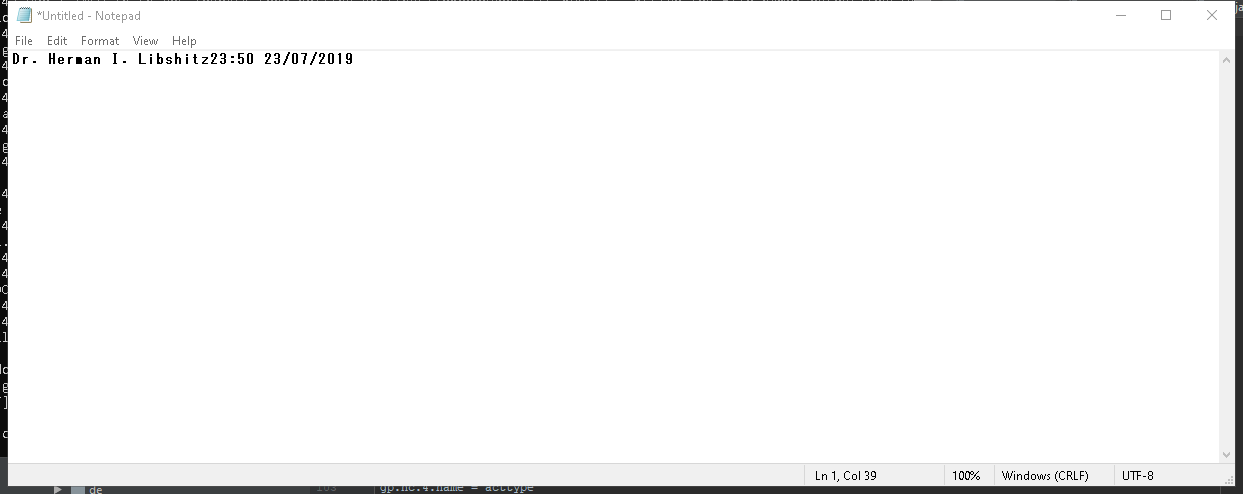 *Untitled - Notepad
File Edit Format View Help
Dr. Herman I. Libshitz23:50 23/07/2019
Ln 1, Col 39 100% Windows (CRLF) UTF-8
de
gp.nc.4.name = acttype